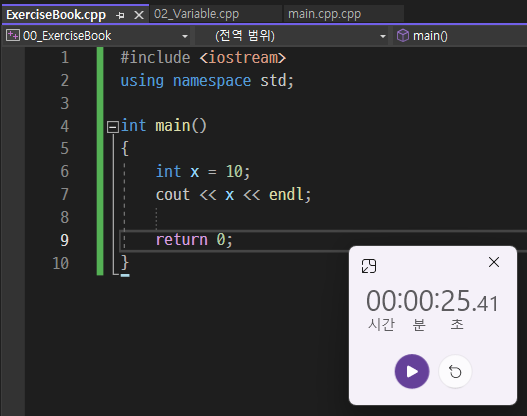 ExerciseBook.cpp 02_Variable.cpp main.cpp.cpp
00_ExerciseBook (전역 범위) main()
1 #include <iostream>
2 using namespace std;
3
4 int main()
5 {
6 int x = 10;
7 cout << x << endl;
8
9 return 0;
10 }
00:00:25.41
시간 분 초